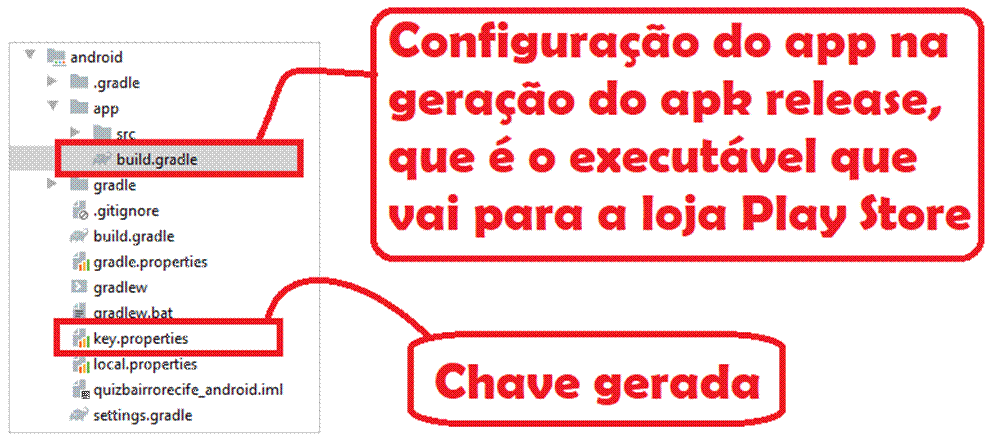 android
.gradle
app
src
build.gradle
gradle
.gitignore
build.gradle
gradle.properties
gradlew
gradlew.bat
key.properties
local.properties
quizbairrorecife_android.iml
settings.gradle
Configuração do app na
geração do apk release,
que é o executável que
vai para a loja Play Store
Chave gerada